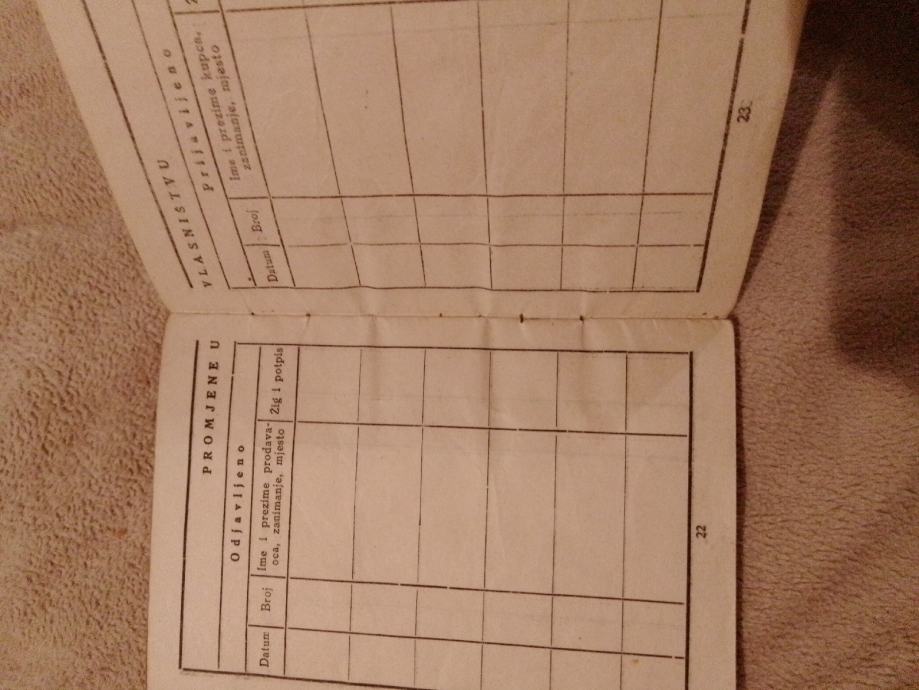 PROMJENE U
Odjavljeno
Datum Broj Ime i prezime prodava-oca, zanimanje, mjesto Žig i potpis
22
VLASNIŠTVU
Prijavljeno
Datum Broj Ime i prezime kupca, zanimanje, mjesto
23